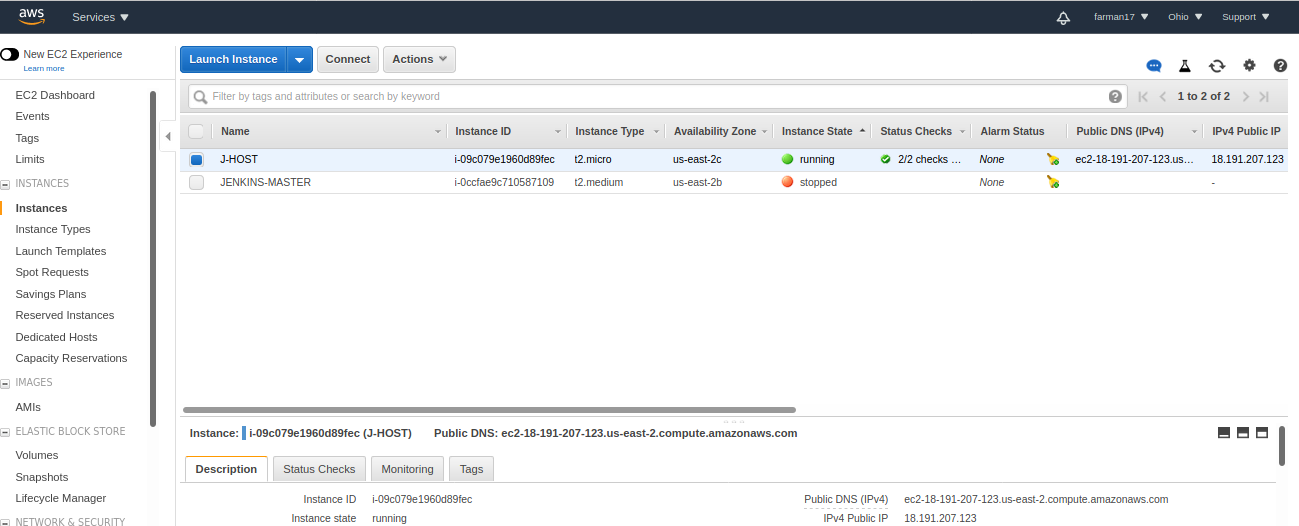 aws Services farman17 Ohio Support
New EC2 Experience
Learn more
EC2 Dashboard
Events
Tags
Limits
INSTANCES
Instances
Instance Types
Launch Templates
Spot Requests
Savings Plans
Reserved Instances
Dedicated Hosts
Capacity Reservations
IMAGES
AMIs
ELASTIC BLOCK STORE
Volumes
Snapshots
Lifecycle Manager
NETWORK & SECURITY
Launch Instance Connect Actions
Filter by tags and attributes or search by keyword 1 to 2 of 2
Name Instance ID Instance Type Availability Zone Instance State Status Checks Alarm Status Public DNS (IPv4) IPv4 Public IP
J-HOST i-09c079e1960d89fec t2.micro us-east-2c running 2/2 checks ... None ec2-18-191-207-123.us... 18.191.207.123
JENKINS-MASTER i-0ccfae9c710587109 t2.medium us-east-2b stopped None -
Instance: i-09c079e1960d89fec (J-HOST) Public DNS: ec2-18-191-207-123.us-east-2.compute.amazonaws.com
Description Status Checks Monitoring Tags
Instance ID i-09c079e1960d89fec Public DNS (IPv4) ec2-18-191-207-123.us-east-2.compute.amazonaws.com
Instance state running IPv4 Public IP 18.191.207.123